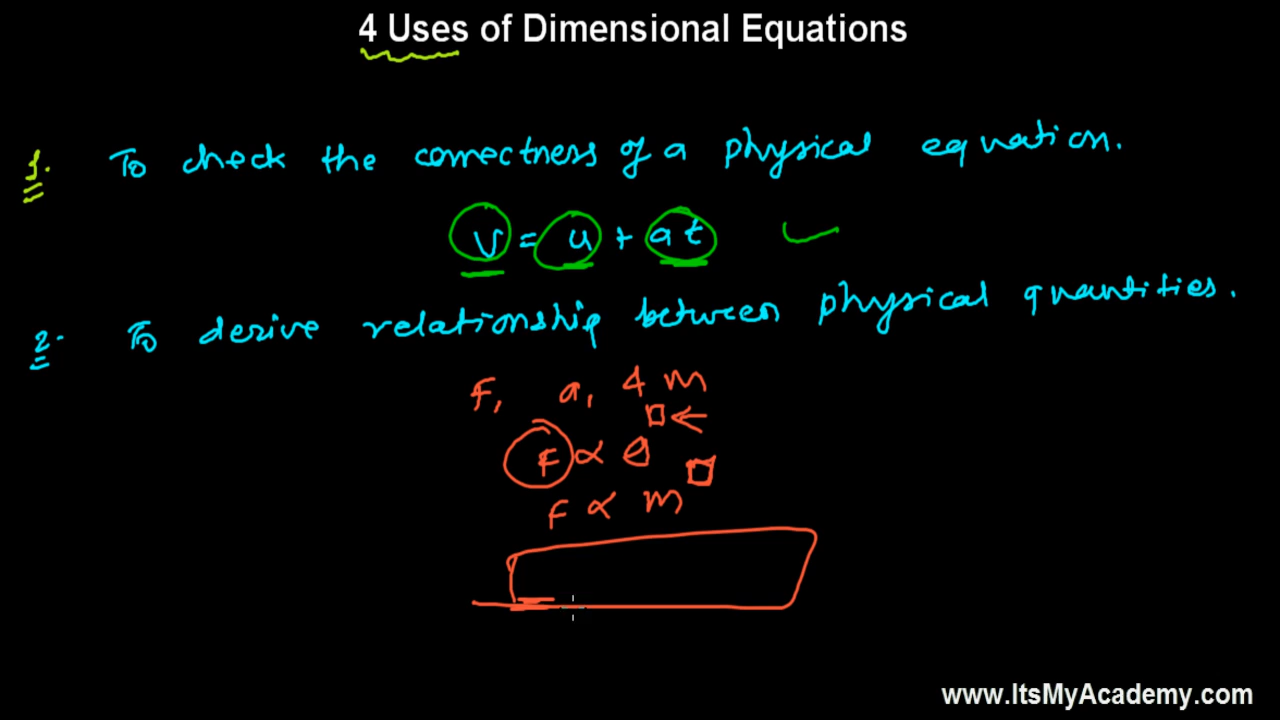 4 Uses of Dimensional Equations
1. To check the correctness of a physical equation.
v = u + at
2. To derive relationship between physical quantities.
F, a, & m
F ∝ a
F ∝ m
www.ItsMyAcademy.com